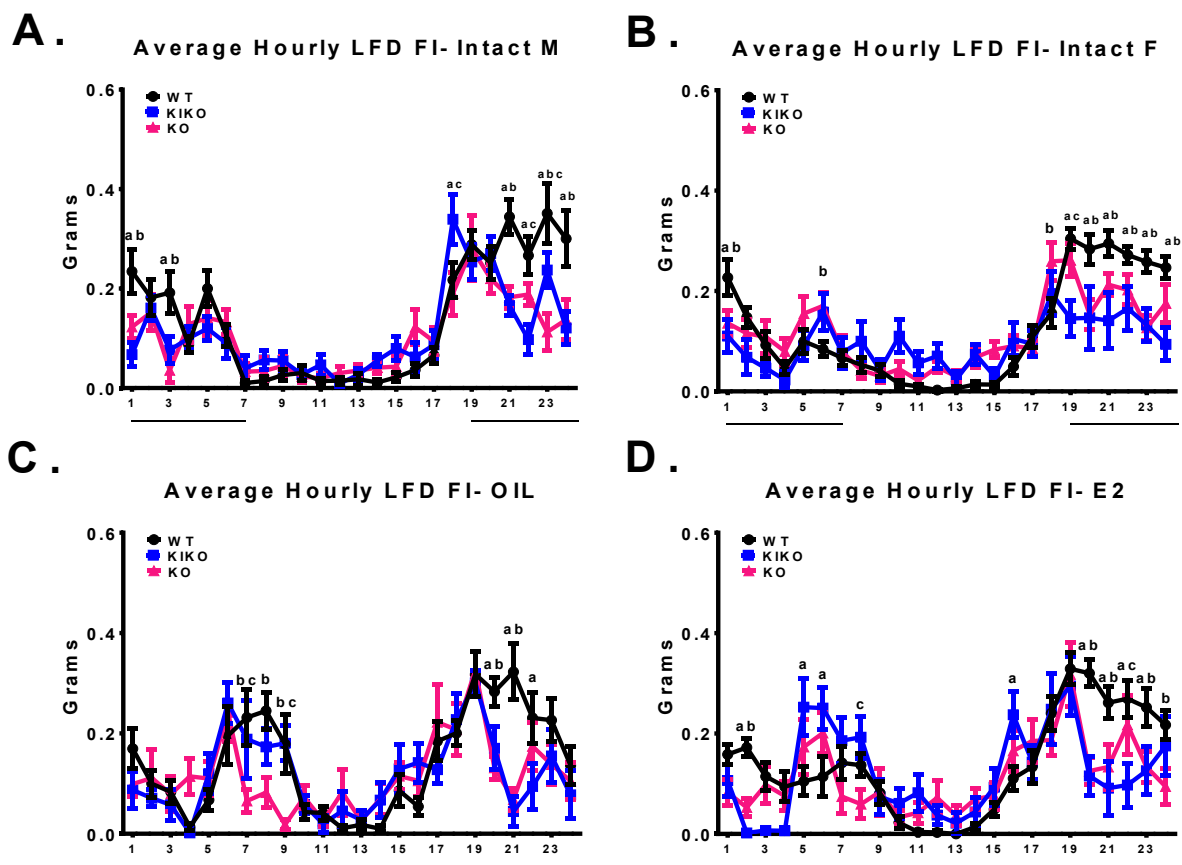 A.
Average Hourly LFD FI- Intact M
WT
KIKO
KO
Grams
0.6
0.4
0.2
0.0
ab ab ac ab ac abc ab
1 3 5 7 9 11 13 15 17 19 21 23
B.
Average Hourly LFD FI- Intact F
WT
KIKO
KO
Grams
0.6
0.4
0.2
0.0
ab b b ac ab ab ab ab ab
1 3 5 7 9 11 13 15 17 19 21 23
C.
Average Hourly LFD FI- OIL
WT
KIKO
KO
Grams
0.6
0.4
0.2
0.0
bc b bc ab ab a
1 3 5 7 9 11 13 15 17 19 21 23
D.
Average Hourly LFD FI- E2
WT
KIKO
KO
Grams
0.6
0.4
0.2
0.0
ab a a c a ab ab ac ab b
1 3 5 7 9 11 13 15 17 19 21 23